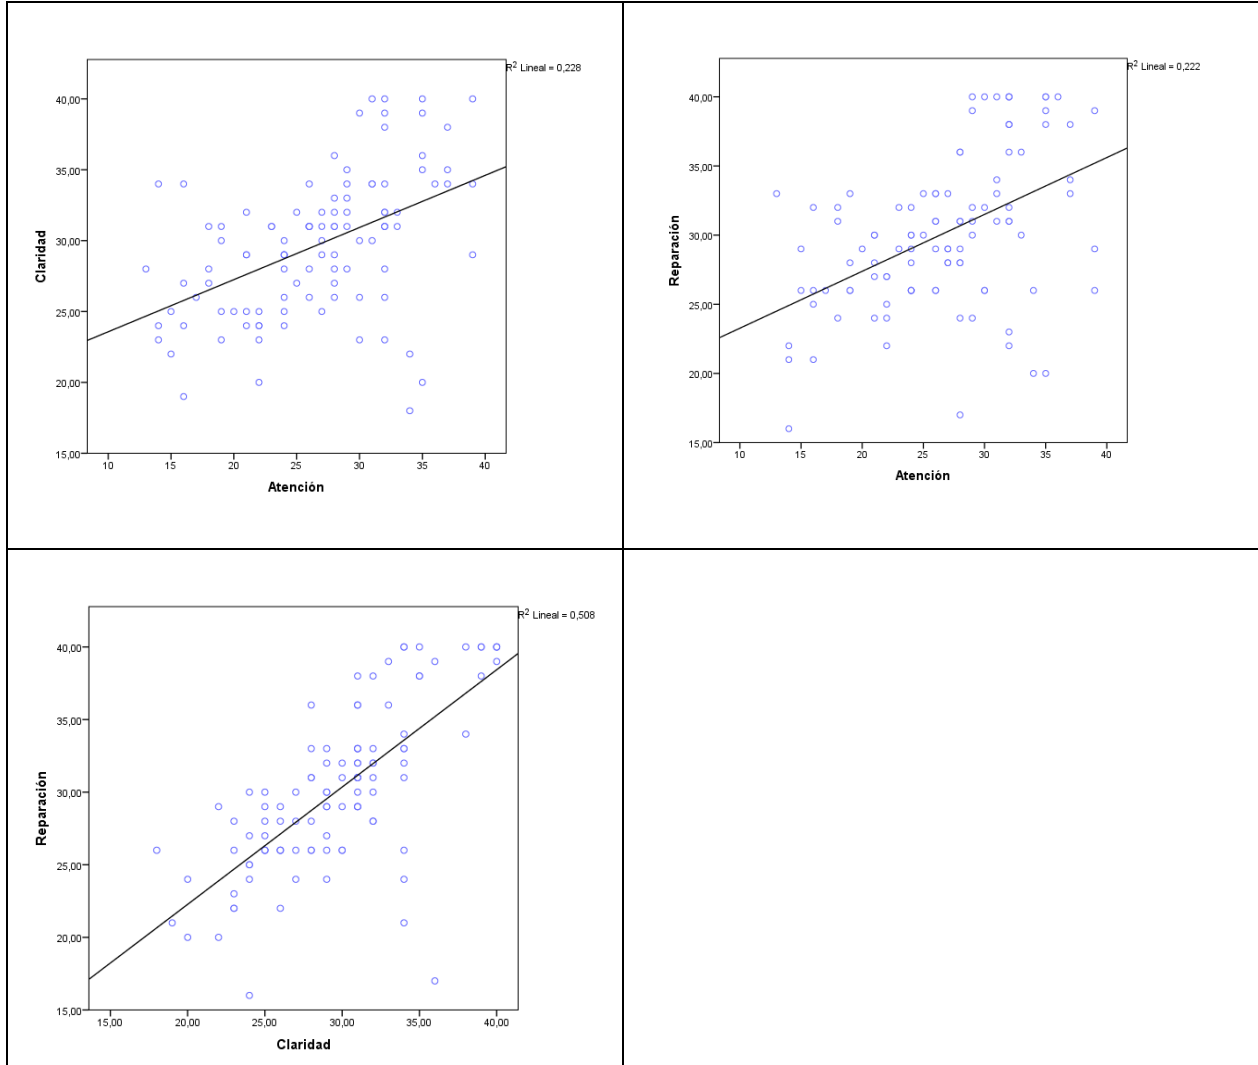 R² Lineal = 0,228
40,00
35,00
30,00
25,00
20,00
15,00
Claridad
10 15 20 25 30 35 40
Atención
R² Lineal = 0,222
40,00
35,00
30,00
25,00
20,00
15,00
Reparación
10 15 20 25 30 35 40
Atención
R² Lineal = 0,508
40,00
35,00
30,00
25,00
20,00
15,00
Reparación
15,00 20,00 25,00 30,00 35,00 40,00
Claridad